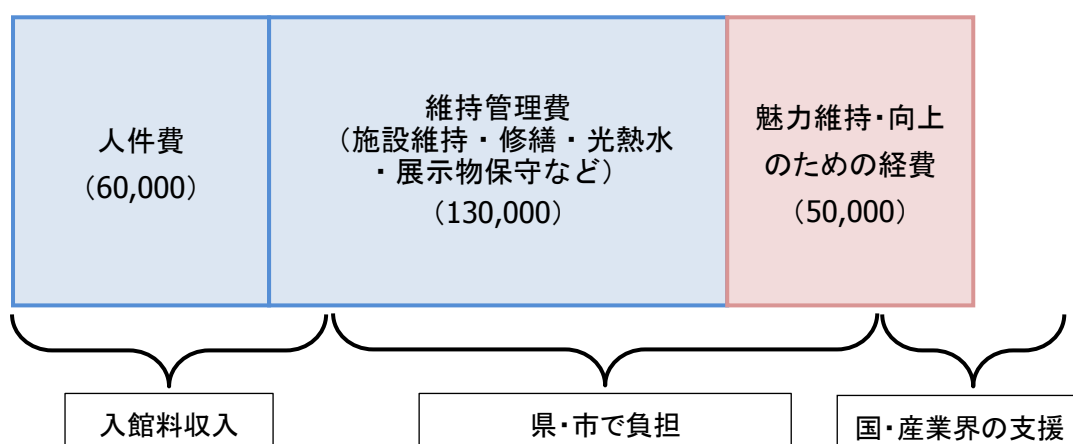 人件費
（60,000）
維持管理費
（施設維持・修繕・光熱水
・展示物保守など）
（130,000）
魅力維持・向上
のための経費
（50,000）
入館料収入
県・市で負担
国・産業界の支援